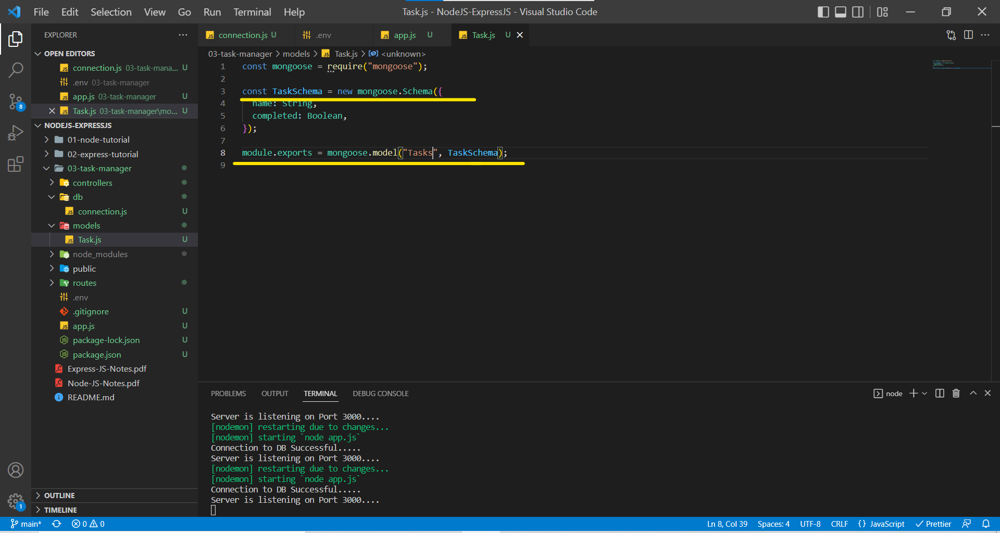 File Edit Selection View Go Run Terminal Help
Task.js - NodeJS-ExpressJS - Visual Studio Code
EXPLORER
OPEN EDITORS
connection.js 03-task-mana... U
.env 03-task-manager
app.js 03-task-manager U
Task.js 03-task-manager\mo... U
NODEJS-EXPRESSJS
01-node-tutorial
02-express-tutorial
03-task-manager
controllers
db
connection.js U
models
Task.js U
node_modules
public
routes
.env
.gitignore U
app.js U
package-lock.json U
package.json U
Express-JS-Notes.pdf
Node-JS-Notes.pdf
README.md
OUTLINE
TIMELINE
8
1
connection.js U .env app.js U Task.js U
03-task-manager > models > Task.js > <unknown>
1 const mongoose = require("mongoose");
2
3 const TaskSchema = new mongoose.Schema({
4 name: String,
5 completed: Boolean,
6 });
7
8 module.exports = mongoose.model("Tasks", TaskSchema);
9
PROBLEMS OUTPUT TERMINAL DEBUG CONSOLE
node
Server is listening on Port 3000....
[nodemon] restarting due to changes...
[nodemon] starting `node app.js`
Connection to DB Successful.....
Server is listening on Port 3000....
[nodemon] restarting due to changes...
[nodemon] starting `node app.js`
Connection to DB Successful.....
Server is listening on Port 3000....
main* 0 0 Ln 8, Col 39 Spaces: 4 UTF-8 CRLF {} JavaScript Prettier